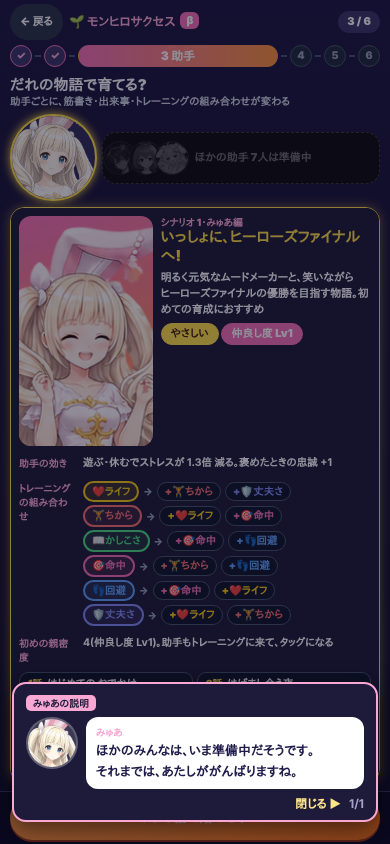 ← 戻る
🌱 モンヒロサクセス β
3 / 6
✓ ✓ 3 助手 4 5 6
だれの物語で育てる?
助手ごとに、筋書き・出来事・トレーニングの組み合わせが変わる
ほかの助手 7人は準備中
シナリオ 1・みゅあ編
いっしょに、ヒーローズファイナル
へ!
明るく元気なムードメーカーと、笑いながら
ヒーローズファイナルの優勝を目指す物語。初
めての育成におすすめ
やさしい 仲良し度 Lv1
助手の効き 遊ぶ・休むでストレスが 1.3倍 減る。褒めたときの忠誠 +1
トレーニング
の組み合わ
せ
❤️ライフ → +🏋️ちから +🛡️丈夫さ
🏋️ちから → +❤️ライフ +🎯命中
📖かしこさ → +🎯命中 +👣回避
🎯命中 → +🏋️ちから +👣回避
👣回避 → +🎯命中 +❤️ライフ
🛡️丈夫さ → +❤️ライフ +🏋️ちから
初めの親密
度
4(仲良し度 Lv1)。助手もトレーニングに来て、タッグになる
みゅあの説明
みゅあ
ほかのみんなは、いま準備中だそうです。
それまでは、あたしががんばりますね。
閉じる ▶ 1/1